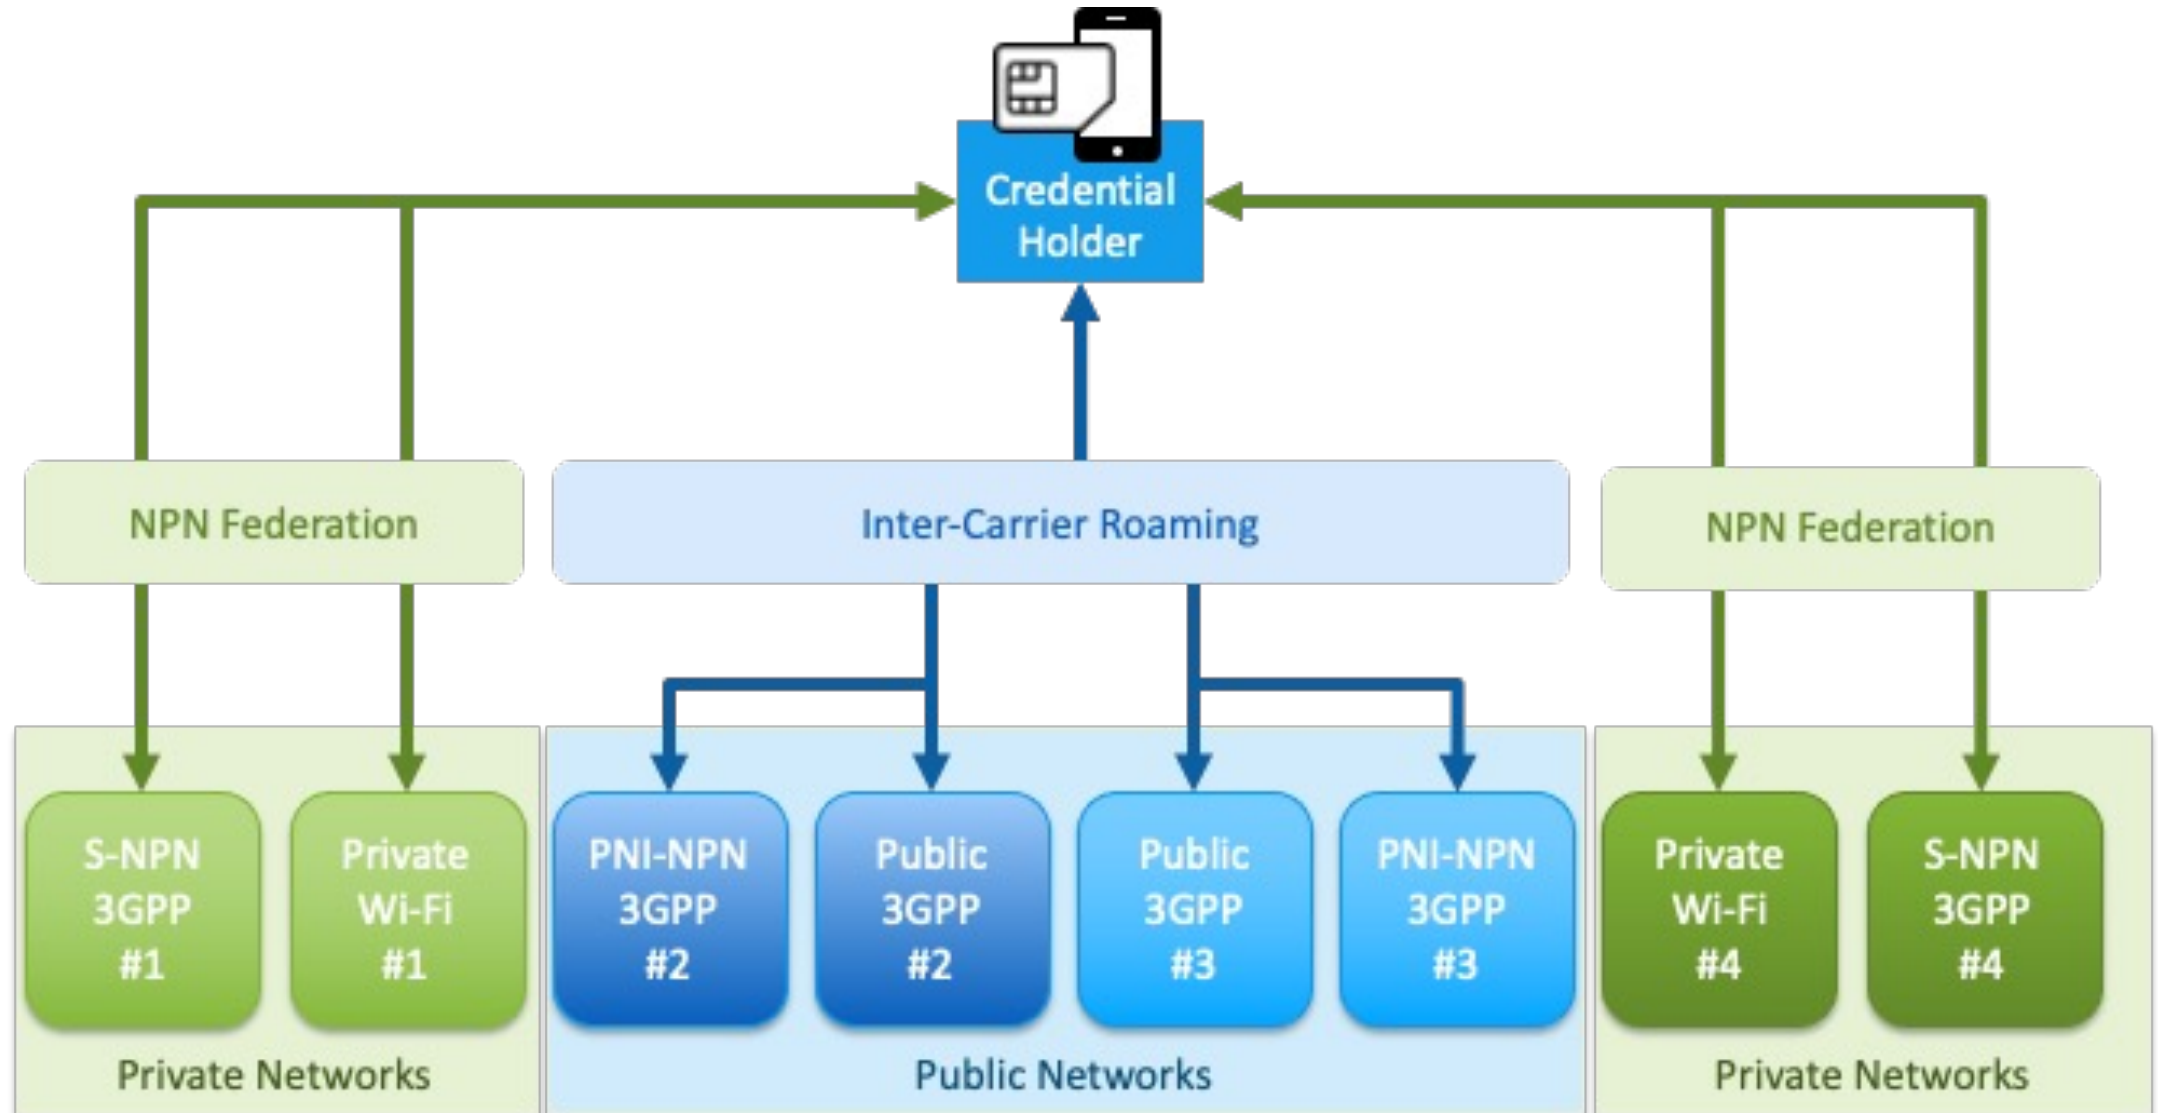 Credential
Holder
NPN Federation
Inter-Carrier Roaming
NPN Federation
S-NPN
3GPP
#1
Private
Wi-Fi
#1
PNI-NPN
3GPP
#2
Public
3GPP
#2
Public
3GPP
#3
PNI-NPN
3GPP
#3
Private
Wi-Fi
#4
S-NPN
3GPP
#4
Private Networks
Public Networks
Private Networks